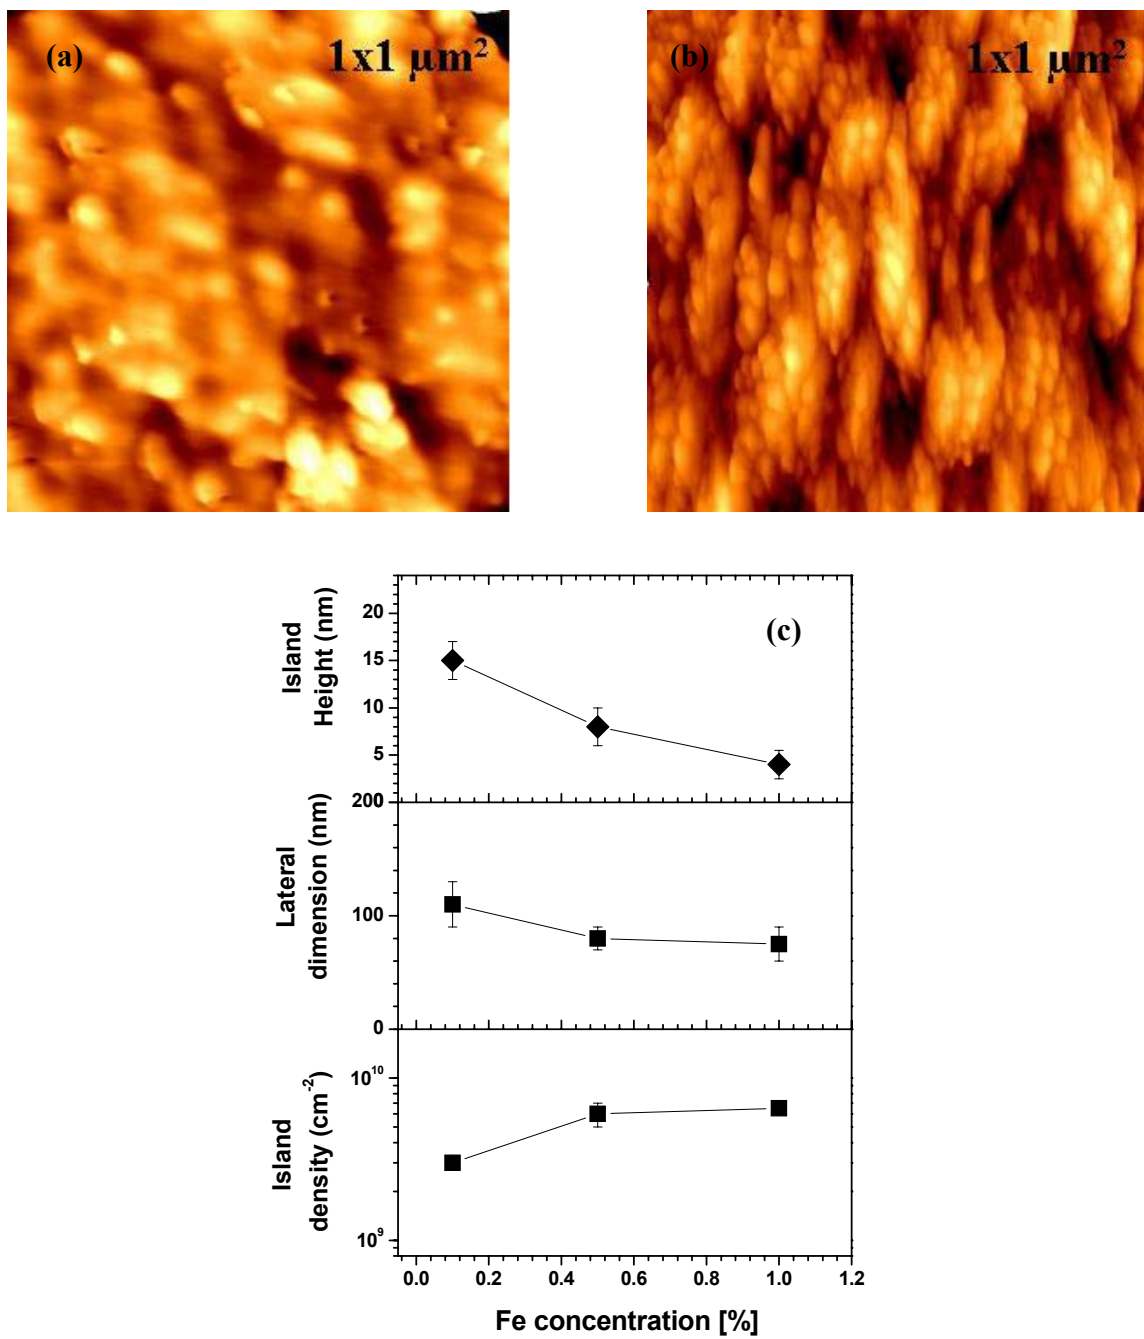 (a)
1x1 µm²
(b)
1x1 µm²
(c)
Island
Height (nm)
20
15
10
5
0
Lateral
dimension (nm)
200
100
0
Island
density (cm⁻²)
10¹⁰
10⁹
0.0 0.2 0.4 0.6 0.8 1.0 1.2
Fe concentration [%]